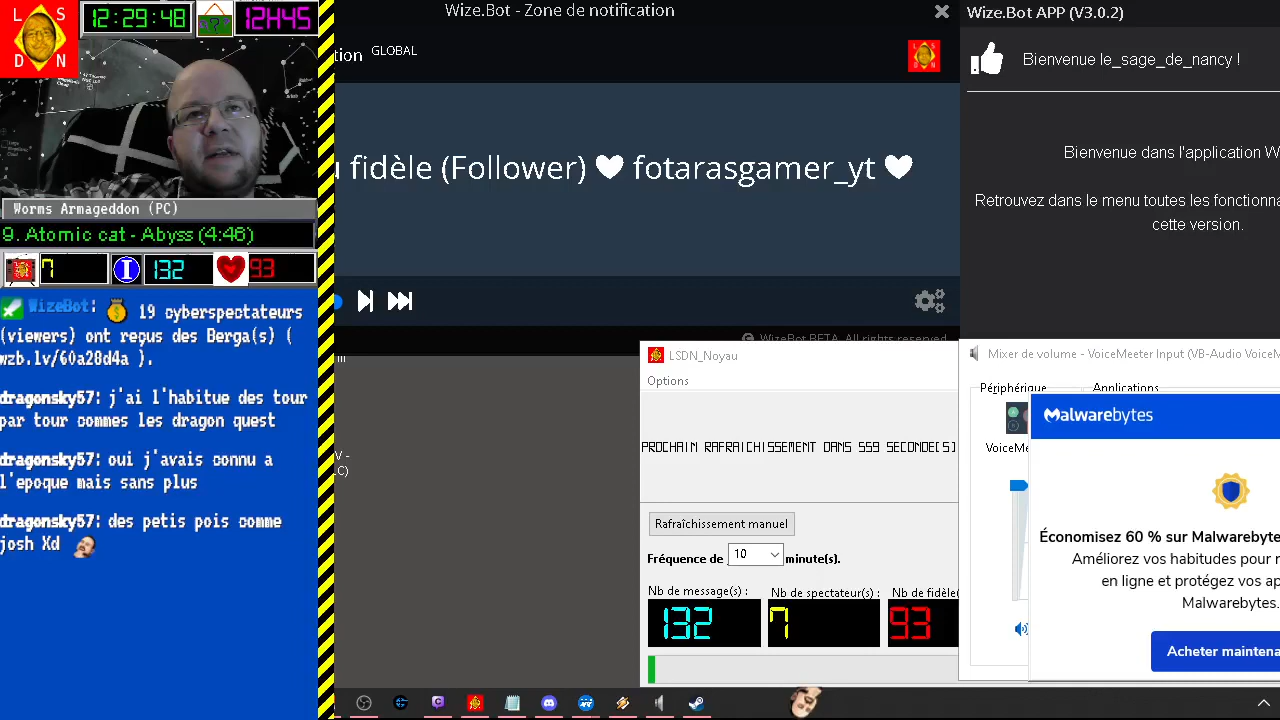 L S
D N
12:29:48
12H45
Worms Armageddon (PC)
9. Atomic cat - Abyss (4:46)
7
132
93
WizeBot: 19 cyberspectateurs
(viewers) ont reçus des Berga(s) (
wzb.lv/60a28d4a ).
dragonsky57: j'ai l'habitue des tour
par tour commes les dragon quest
dragonsky57: oui j'avais connu a
l'epoque mais sans plus
dragonsky57: des petis pois comme
josh Xd
Wize.Bot - Zone de notification
tion GLOBAL
u fidèle (Follower) ♥ fotarasgamer_yt ♥
WizeBot BETA. All rights reserved
Wize.Bot APP (V3.0.2)
Bienvenue le_sage_de_nancy !
Bienvenue dans l'application W
Retrouvez dans le menu toutes les fonctionna
cette version.
V -
C)
LSDN_Noyau
Options
PROCHAIN RAFRAICHISSEMENT DANS 559 SECONDE(S)
Rafraîchissement manuel
Fréquence de 10 minute(s).
Nb de message(s) :
Nb de spectateur(s) :
Nb de fidèle
132
7
93
Mixer de volume - VoiceMeeter Input (VB-Audio VoiceM
Périphérique
Applications
VoiceMe
Malwarebytes
Économisez 60 % sur Malwarebyte
Améliorez vos habitudes pour n
en ligne et protégez vos ap
Malwarebytes.
Acheter maintena